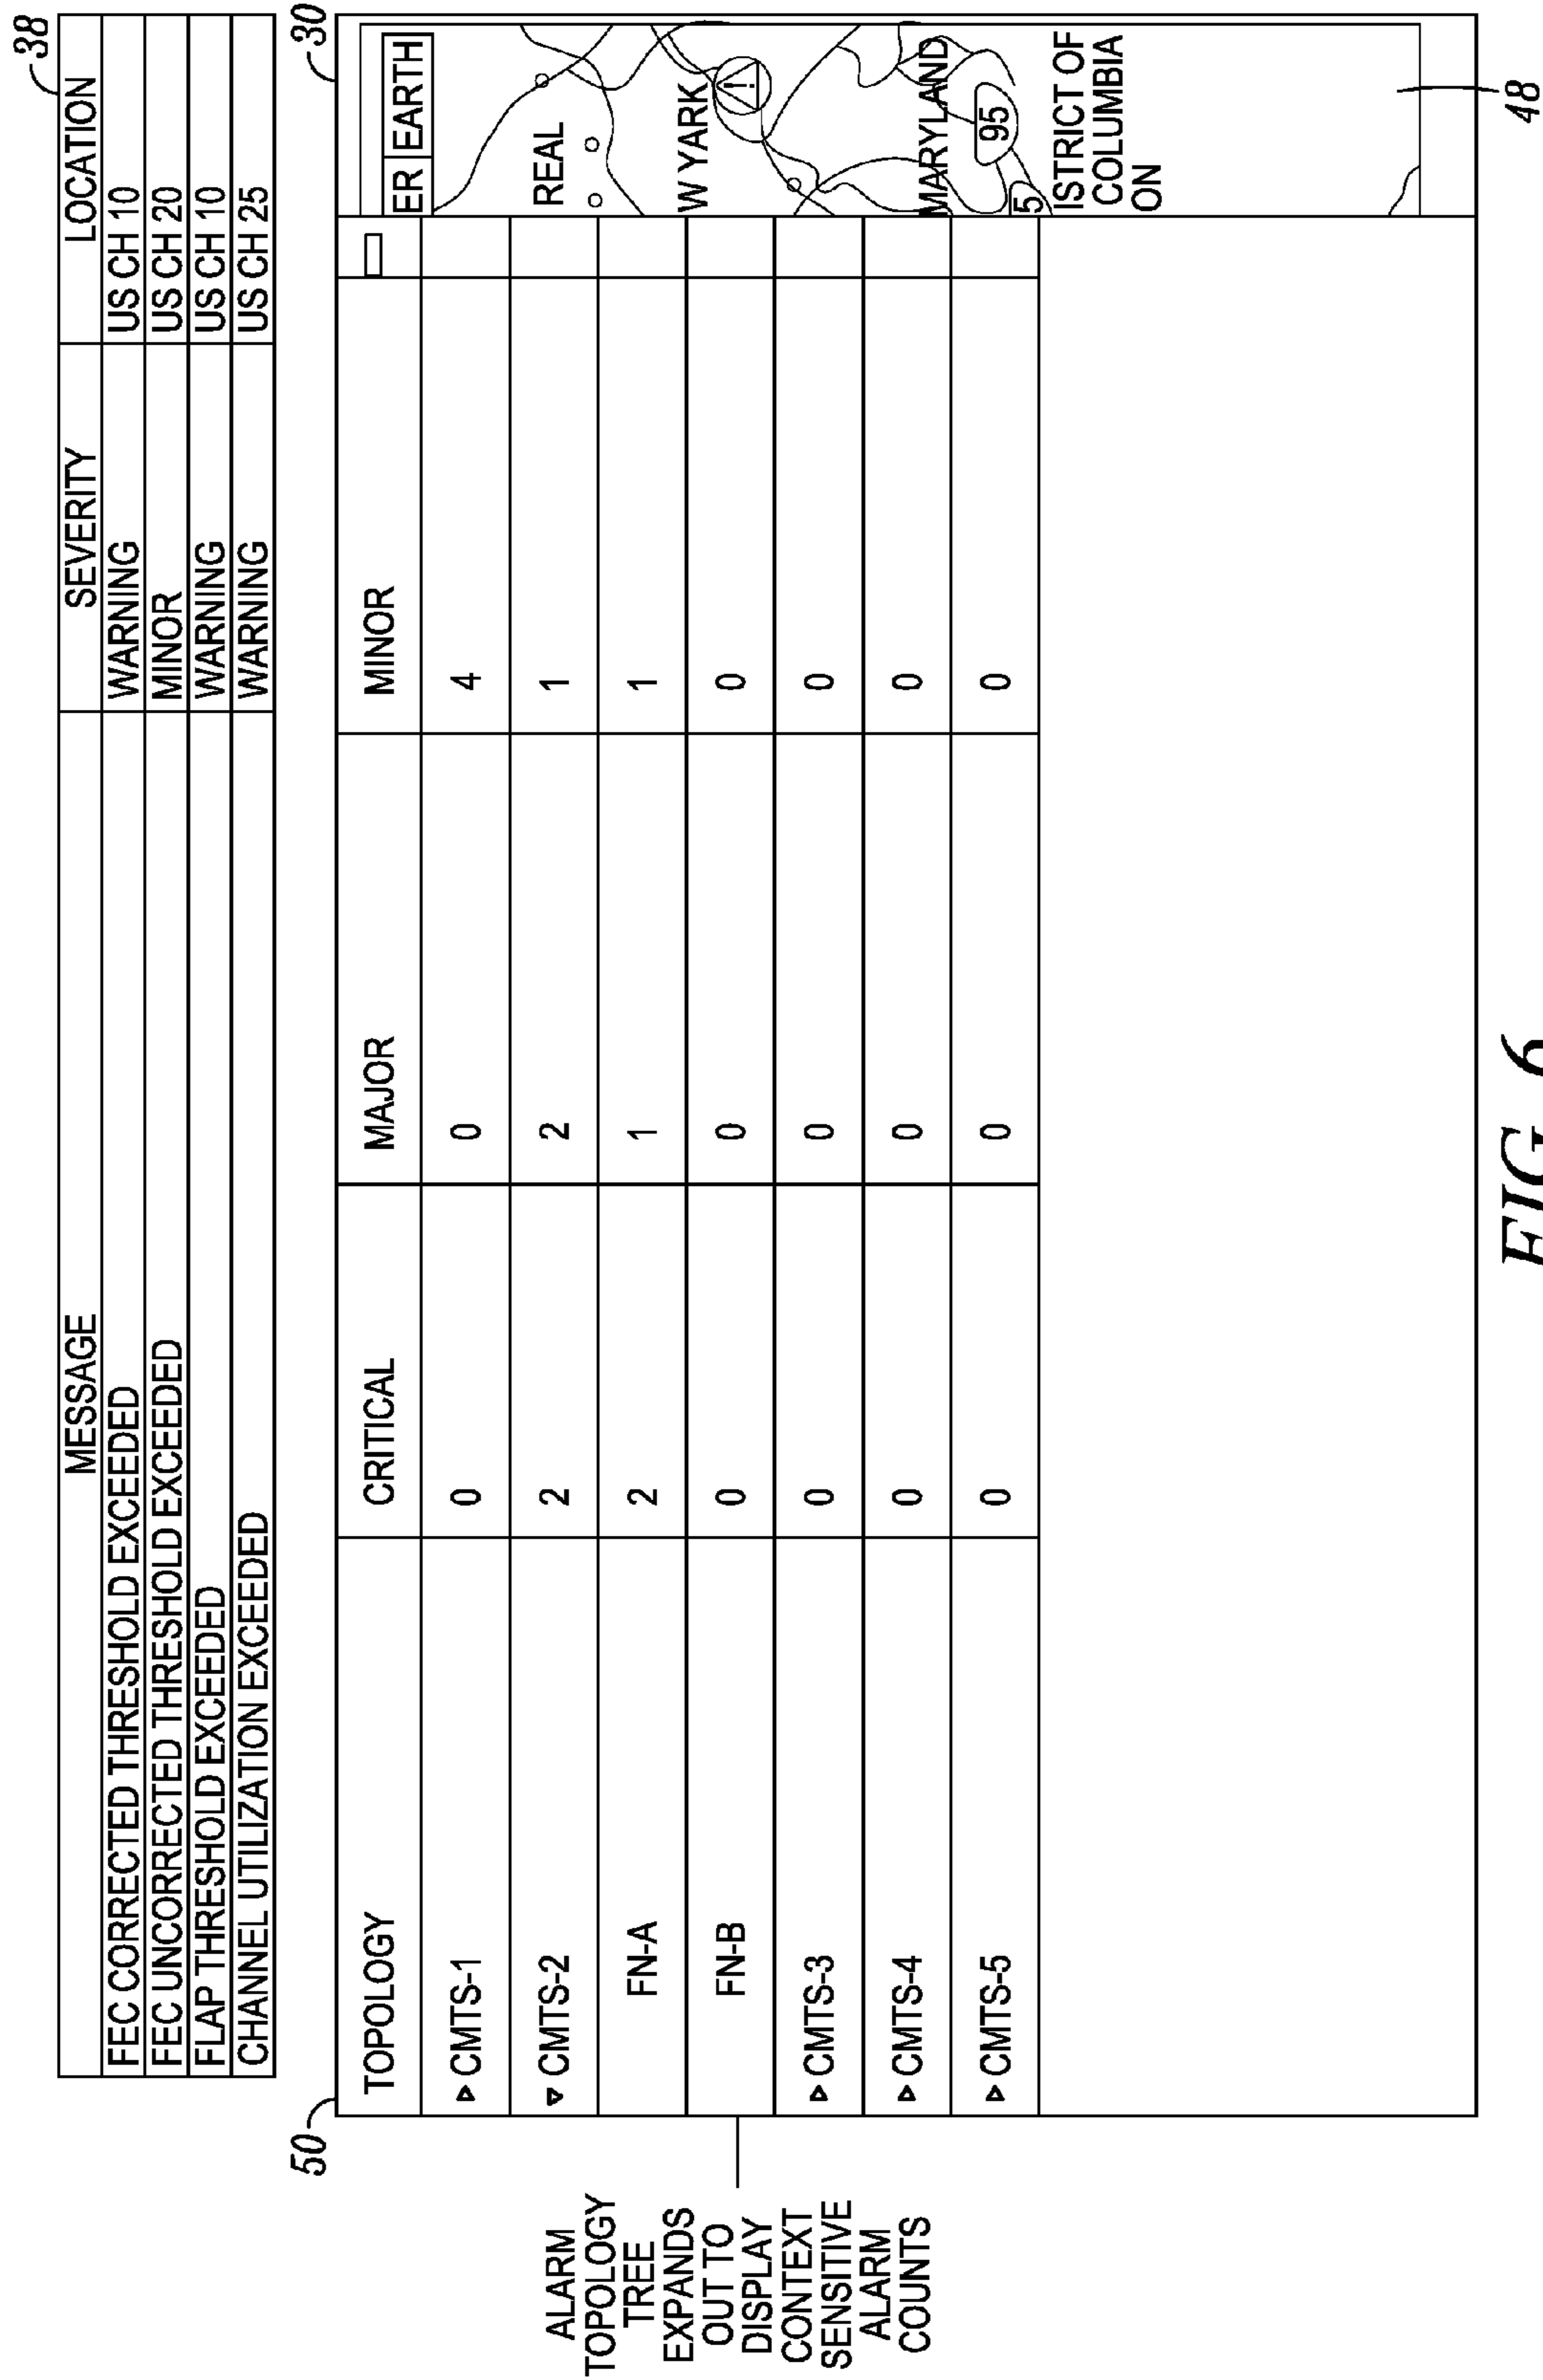 38
MESSAGE SEVERITY LOCATION
FEC CORRECTED THRESHOLD EXCEEDED WARNING US CH 10
FEC UNCORRECTED THRESHOLD EXCEEDED MINOR US CH 20
FLAP THRESHOLD EXCEEDED WARNING US CH 10
CHANNEL UTILIZATION EXCEEDED WARNING US CH 25
50
30
TOPOLOGY CRITICAL MAJOR MINOR
▸ CMTS-1 0 0 4
▾ CMTS-2 2 2 1
FN-A 2 1 1
FN-B 0 0 0
▸ CMTS-3 0 0 0
▸ CMTS-4 0 0 0
▸ CMTS-5 0 0 0
ER EARTH
REAL
W YARK
!
MARYLAND
95
5
ISTRICT OF
COLUMBIA
ON
48
ALARM
TOPOLOGY
TREE
EXPANDS
OUT TO
DISPLAY
CONTEXT
SENSITIVE
ALARM
COUNTS
FIG. 6